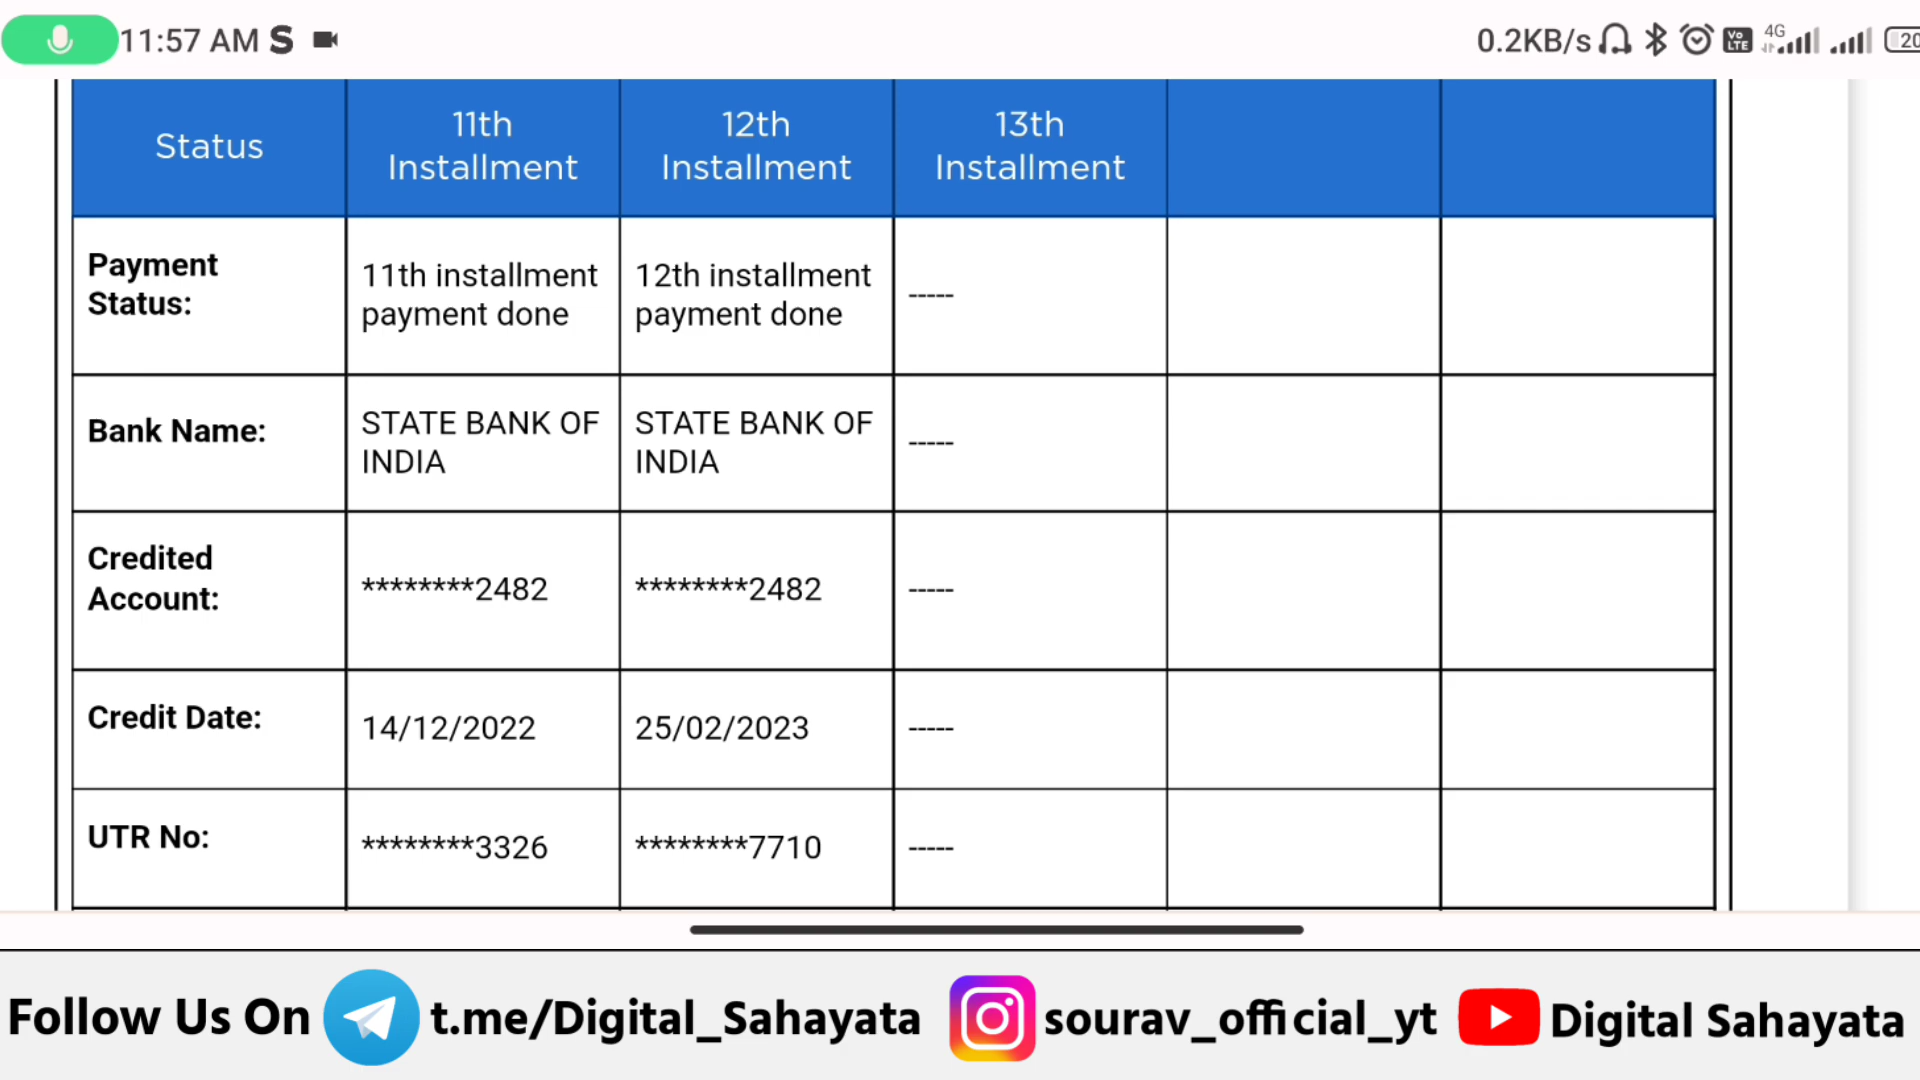 11:57 AM S
0.2KB/s Vo LTE 4G 20
Status
11th
Installment
12th
Installment
13th
Installment
Payment
Status:
11th installment
payment done
12th installment
payment done
-----
Bank Name:
STATE BANK OF
INDIA
STATE BANK OF
INDIA
-----
Credited
Account:
********2482
********2482
-----
Credit Date:
14/12/2022
25/02/2023
-----
UTR No:
********3326
********7710
-----
Follow Us On t.me/Digital_Sahayata sourav_official_yt Digital Sahayata